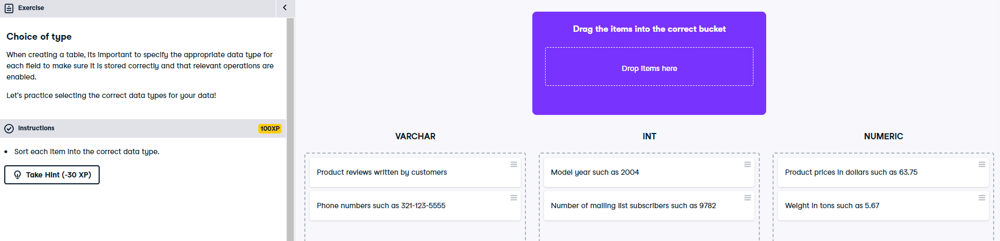 Exercise
Choice of type
When creating a table, its important to specify the appropriate data type for
each field to make sure it is stored correctly and that relevant operations are
enabled.
Let's practice selecting the correct data types for your data!
Instructions
100XP
Sort each item into the correct data type.
Take Hint (-30 XP)
Drag the items into the correct bucket
Drop items here
VARCHAR
Product reviews written by customers
Phone numbers such as 321-123-5555
INT
Model year such as 2004
Number of mailing list subscribers such as 9782
NUMERIC
Product prices in dollars such as 63.75
Weight in tons such as 5.67